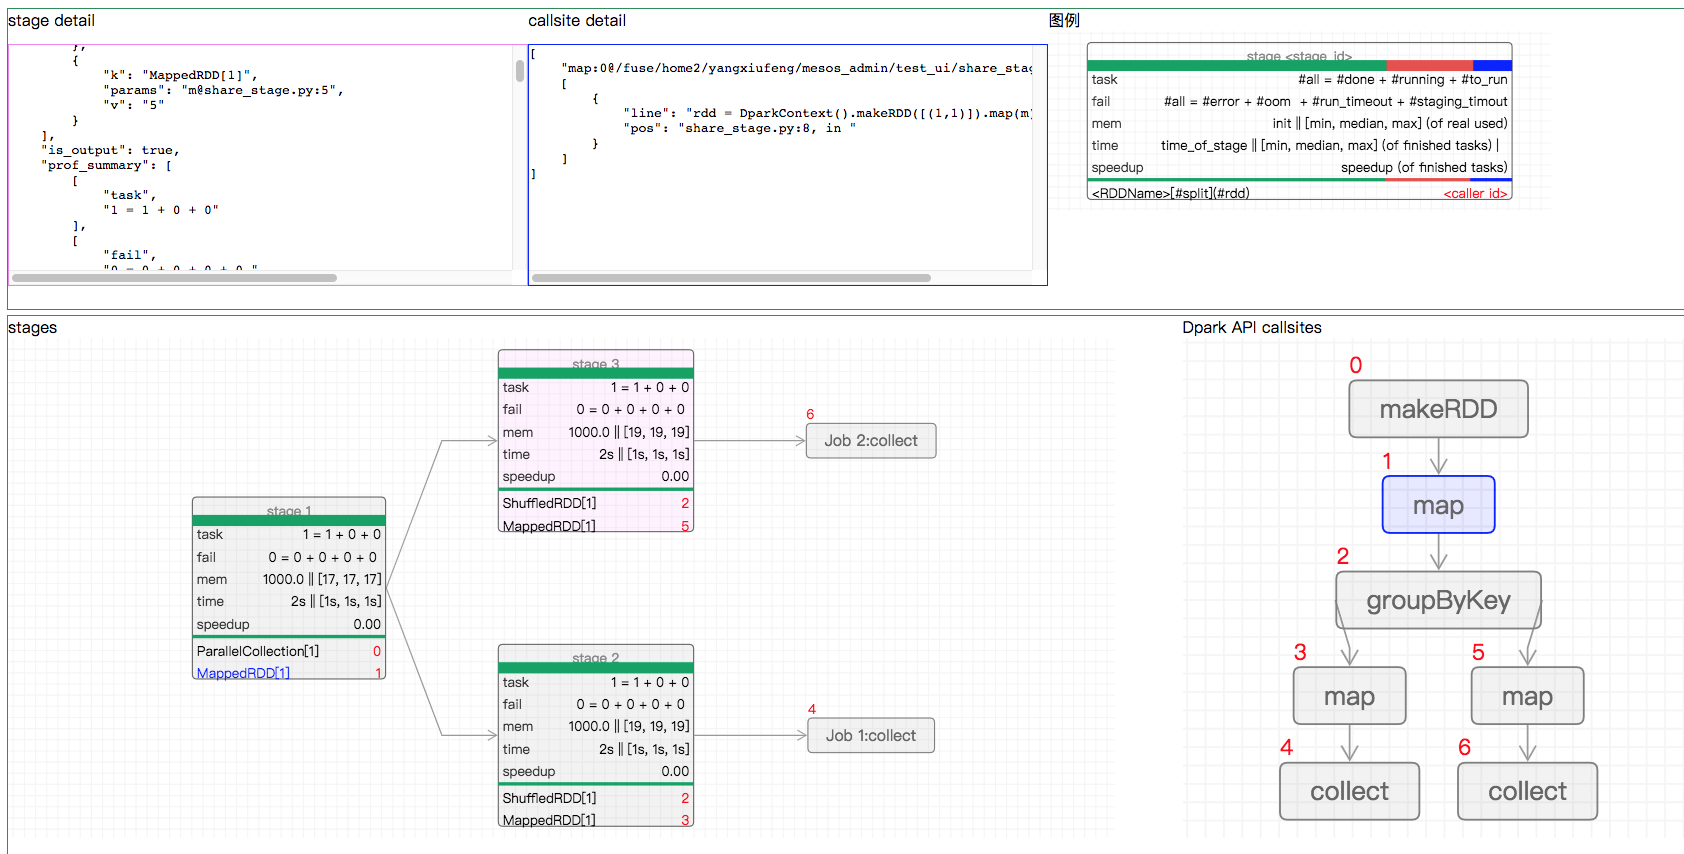 stage detail
},
{
"k": "MappedRDD[1]",
"params": "m@share_stage.py:5",
"v": "5"
}
],
"is_output": true,
"prof_summary": [
[
"task",
"1 = 1 + 0 + 0"
],
[
"fail",
"0 = 0 + 0 + 0 + 0 "
callsite detail
[
"map:0@/fuse/home2/yangxiufeng/mesos_admin/test_ui/share_stag
[
{
"line": "rdd = DparkContext().makeRDD([(1,1)]).map(m)
"pos": "share_stage.py:8, in "
}
]
]
图例
stage <stage_id>
task #all = #done + #running + #to_run
fail #all = #error + #oom + #run_timeout + #staging_timout
mem init || [min, median, max] (of real used)
time time_of_stage || [min, median, max] (of finished tasks) |
speedup speedup (of finished tasks)
<RDDName>[#split](#rdd) <caller id>
stages
stage 1
task 1 = 1 + 0 + 0
fail 0 = 0 + 0 + 0 + 0
mem 1000.0 || [17, 17, 17]
time 2s || [1s, 1s, 1s]
speedup 0.00
ParallelCollection[1] 0
MappedRDD[1] 1
stage 3
task 1 = 1 + 0 + 0
fail 0 = 0 + 0 + 0 + 0
mem 1000.0 || [19, 19, 19]
time 2s || [1s, 1s, 1s]
speedup 0.00
ShuffledRDD[1] 2
MappedRDD[1] 5
6
Job 2:collect
stage 2
task 1 = 1 + 0 + 0
fail 0 = 0 + 0 + 0 + 0
mem 1000.0 || [19, 19, 19]
time 2s || [1s, 1s, 1s]
speedup 0.00
ShuffledRDD[1] 2
MappedRDD[1] 3
4
Job 1:collect
Dpark API callsites
0
makeRDD
1
map
2
groupByKey
3
map
5
map
4
collect
6
collect